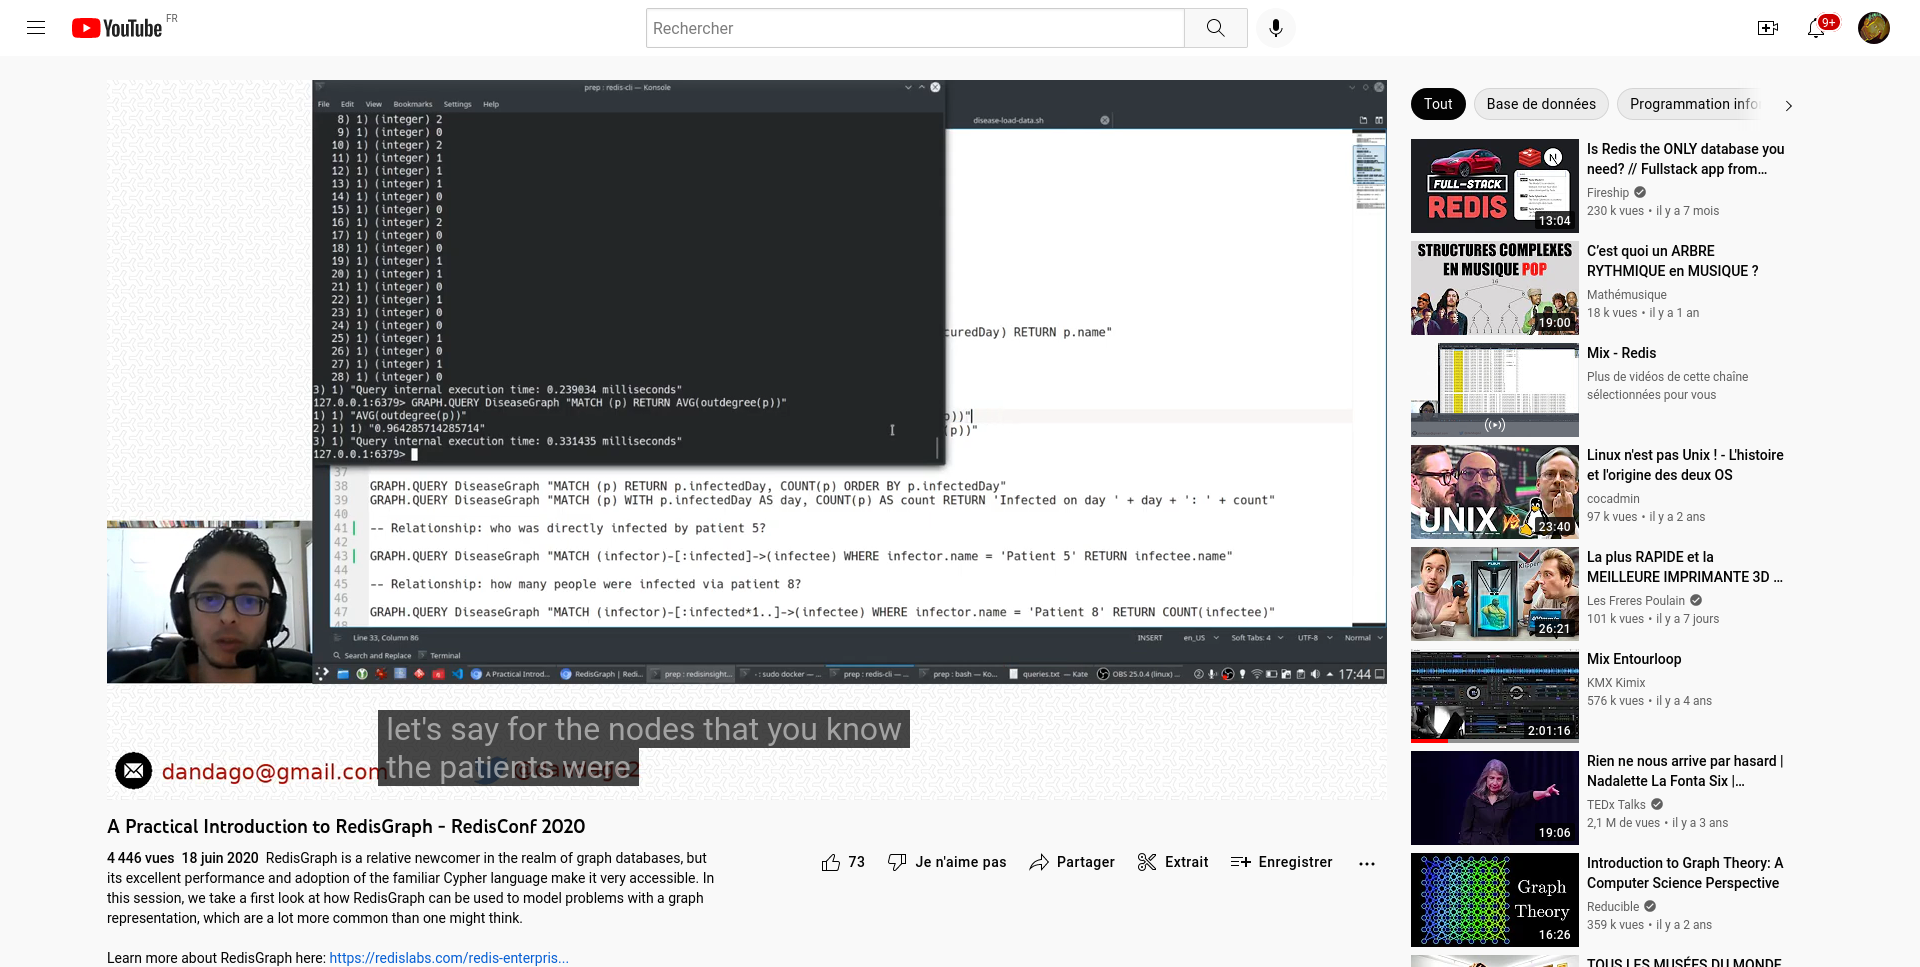 YouTube FR
Rechercher
9+
prep : redis-cli — Konsole
File Edit View Bookmarks Settings Help
8) 1) (integer) 2
9) 1) (integer) 0
10) 1) (integer) 2
11) 1) (integer) 1
12) 1) (integer) 1
13) 1) (integer) 1
14) 1) (integer) 0
15) 1) (integer) 0
16) 1) (integer) 2
17) 1) (integer) 0
18) 1) (integer) 0
19) 1) (integer) 1
20) 1) (integer) 1
21) 1) (integer) 0
22) 1) (integer) 1
23) 1) (integer) 0
24) 1) (integer) 0
25) 1) (integer) 1
26) 1) (integer) 0
27) 1) (integer) 1
28) 1) (integer) 0
3) 1) "Query internal execution time: 0.239034 milliseconds"
127.0.0.1:6379> GRAPH.QUERY DiseaseGraph "MATCH (p) RETURN AVG(outdegree(p))"
1) 1) "AVG(outdegree(p))"
2) 1) 1) "0.964285714285714"
3) 1) "Query internal execution time: 0.331435 milliseconds"
127.0.0.1:6379>
disease-load-data.sh
curedDay) RETURN p.name"
p))"
(p))"
37
38 GRAPH.QUERY DiseaseGraph "MATCH (p) RETURN p.infectedDay, COUNT(p) ORDER BY p.infectedDay"
39 GRAPH.QUERY DiseaseGraph "MATCH (p) WITH p.infectedDay AS day, COUNT(p) AS count RETURN 'Infected on day ' + day + ': ' + count"
40
41 -- Relationship: who was directly infected by patient 5?
42
43 GRAPH.QUERY DiseaseGraph "MATCH (infector)-[:infected]->(infectee) WHERE infector.name = 'Patient 5' RETURN infectee.name"
44
45 -- Relationship: how many people were infected via patient 8?
46
47 GRAPH.QUERY DiseaseGraph "MATCH (infector)-[:infected*1..]->(infectee) WHERE infector.name = 'Patient 8' RETURN COUNT(infectee)"
48
Line 33, Column 86 INSERT en_US Soft Tabs: 4 UTF-8 Normal
Search and Replace Terminal
A Practical Introd... RedisGraph | Redi... prep : redisinsight... - : sudo docker — ... prep : redis-cli — ... prep : bash — Ko... queries.txt — Kate OBS 25.0.4 (linux) ... 17:44
let's say for the nodes that you know
the patients were
dandago@gmail.com
A Practical Introduction to RedisGraph - RedisConf 2020
4 446 vues 18 juin 2020 RedisGraph is a relative newcomer in the realm of graph databases, but
its excellent performance and adoption of the familiar Cypher language make it very accessible. In
this session, we take a first look at how RedisGraph can be used to model problems with a graph
representation, which are a lot more common than one might think.
Learn more about RedisGraph here: https://redislabs.com/redis-enterpris...
73 Je n'aime pas Partager Extrait Enregistrer
Tout Base de données Programmation info
FULL-STACK
REDIS
13:04
Is Redis the ONLY database you
need? // Fullstack app from...
Fireship
230 k vues • il y a 7 mois
STRUCTURES COMPLEXES
EN MUSIQUE POP
19:00
C'est quoi un ARBRE
RYTHMIQUE en MUSIQUE ?
Mathémusique
18 k vues • il y a 1 an
Mix - Redis
Plus de vidéos de cette chaîne
sélectionnées pour vous
UNIX
23:40
Linux n'est pas Unix ! - L'histoire
et l'origine des deux OS
cocadmin
97 k vues • il y a 2 ans
26:21
La plus RAPIDE et la
MEILLEURE IMPRIMANTE 3D ...
Les Freres Poulain
101 k vues • il y a 7 jours
2:01:16
Mix Entourloop
KMX Kimix
576 k vues • il y a 4 ans
19:06
Rien ne nous arrive par hasard |
Nadalette La Fonta Six |...
TEDx Talks
2,1 M de vues • il y a 3 ans
Graph
Theory
16:26
Introduction to Graph Theory: A
Computer Science Perspective
Reducible
359 k vues • il y a 2 ans
TOUS LES MUSÉES DU MONDE